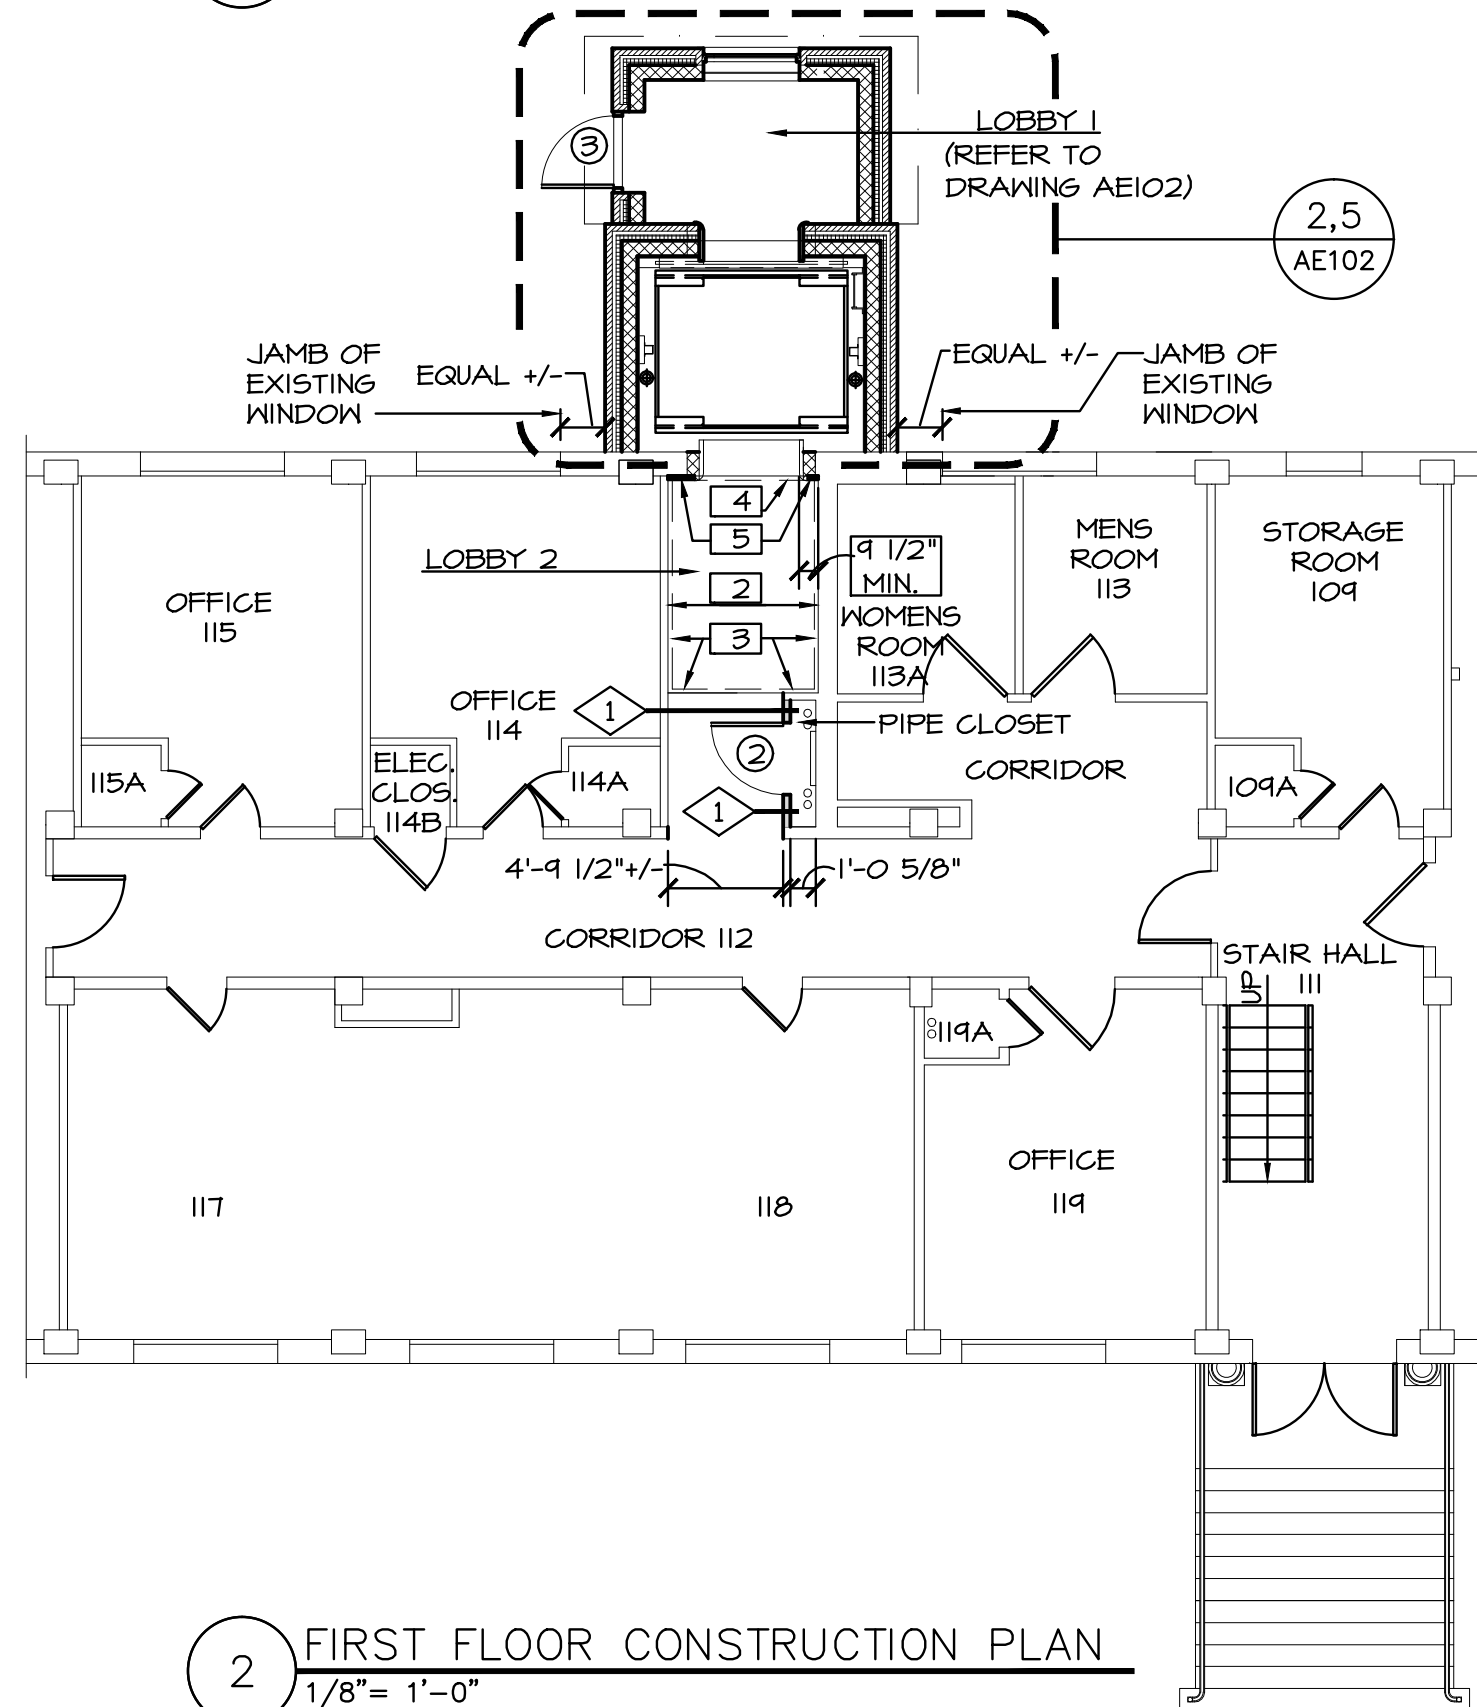 3
LOBBY 1
(REFER TO
DRAWING AE102)
2,5
AE102
JAMB OF
EXISTING
WINDOW
EQUAL +/-
EQUAL +/-
JAMB OF
EXISTING
WINDOW
4
5
LOBBY 2
2
3
9 1/2"
MIN.
WOMENS
ROOM
113A
MENS
ROOM
113
STORAGE
ROOM
109
OFFICE
115
OFFICE
114
1
PIPE CLOSET
2
CORRIDOR
115A
ELEC.
CLOS.
114B
114A
1
109A
4'-9 1/2"+/-
1'-0 5/8"
CORRIDOR 112
STAIR HALL
111
UP
119A
OFFICE
119
117
118
2
FIRST FLOOR CONSTRUCTION PLAN
1/8"= 1'-0"